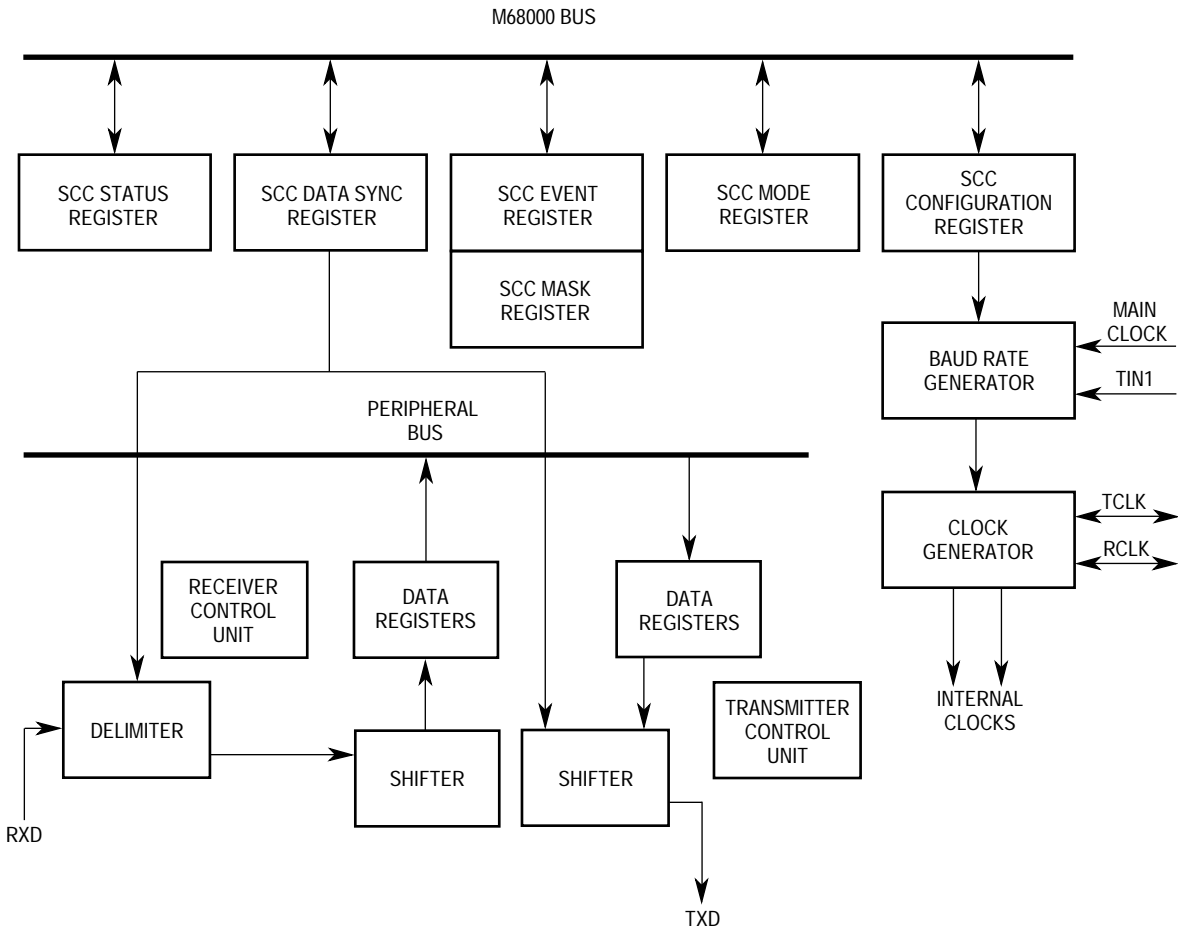 M68000 BUS
SCC STATUS
REGISTER
SCC DATA SYNC
REGISTER
SCC EVENT
REGISTER
SCC MODE
REGISTER
SCC
CONFIGURATION
REGISTER
SCC MASK
REGISTER
MAIN
CLOCK
BAUD RATE
GENERATOR
TIN1
PERIPHERAL
BUS
CLOCK
GENERATOR
TCLK
RCLK
RECEIVER
CONTROL
UNIT
DATA
REGISTERS
DATA
REGISTERS
INTERNAL
CLOCKS
DELIMITER
TRANSMITTER
CONTROL
UNIT
SHIFTER
SHIFTER
RXD
TXD